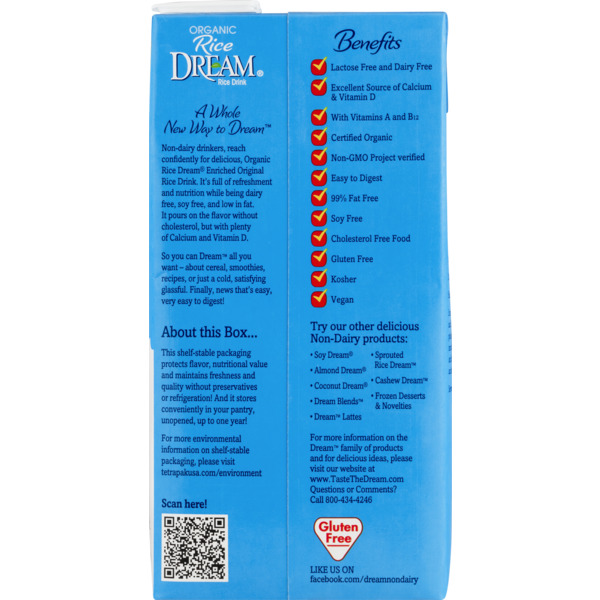 ORGANIC
Rice
DREAM®
Rice Drink
A Whole
New Way to Dream™
Non-dairy drinkers, reach
confidently for delicious, Organic
Rice Dream® Enriched Original
Rice Drink. It's full of refreshment
and nutrition while being dairy
free, soy free, and low in fat.
It pours on the flavor without
cholesterol, but with plenty
of Calcium and Vitamin D.
So you can Dream™ all you
want – about cereal, smoothies,
recipes, or just a cold, satisfying
glassful. Finally, news that's easy,
very easy to digest!
About this Box...
This shelf-stable packaging
protects flavor, nutritional value
and maintains freshness and
quality without preservatives
or refrigeration! And it stores
conveniently in your pantry,
unopened, up to one year!
For more environmental
information on shelf-stable
packaging, please visit
tetrapakusa.com/environment
Scan here!
Benefits
Lactose Free and Dairy Free
Excellent Source of Calcium
& Vitamin D
With Vitamins A and B12
Certified Organic
Non-GMO Project verified
Easy to Digest
99% Fat Free
Soy Free
Cholesterol Free Food
Gluten Free
Kosher
Vegan
Try our other delicious
Non-Dairy products:
• Soy Dream®
• Almond Dream®
• Coconut Dream®
• Dream Blends™
• Dream™ Lattes
• Sprouted
Rice Dream™
• Cashew Dream™
• Frozen Desserts
& Novelties
For more information on the
Dream™ family of products
and for delicious ideas, please
visit our website at
www.TasteTheDream.com
Questions or Comments?
Call 800-434-4246
Gluten
Free
LIKE US ON
facebook.com/dreamnondairy